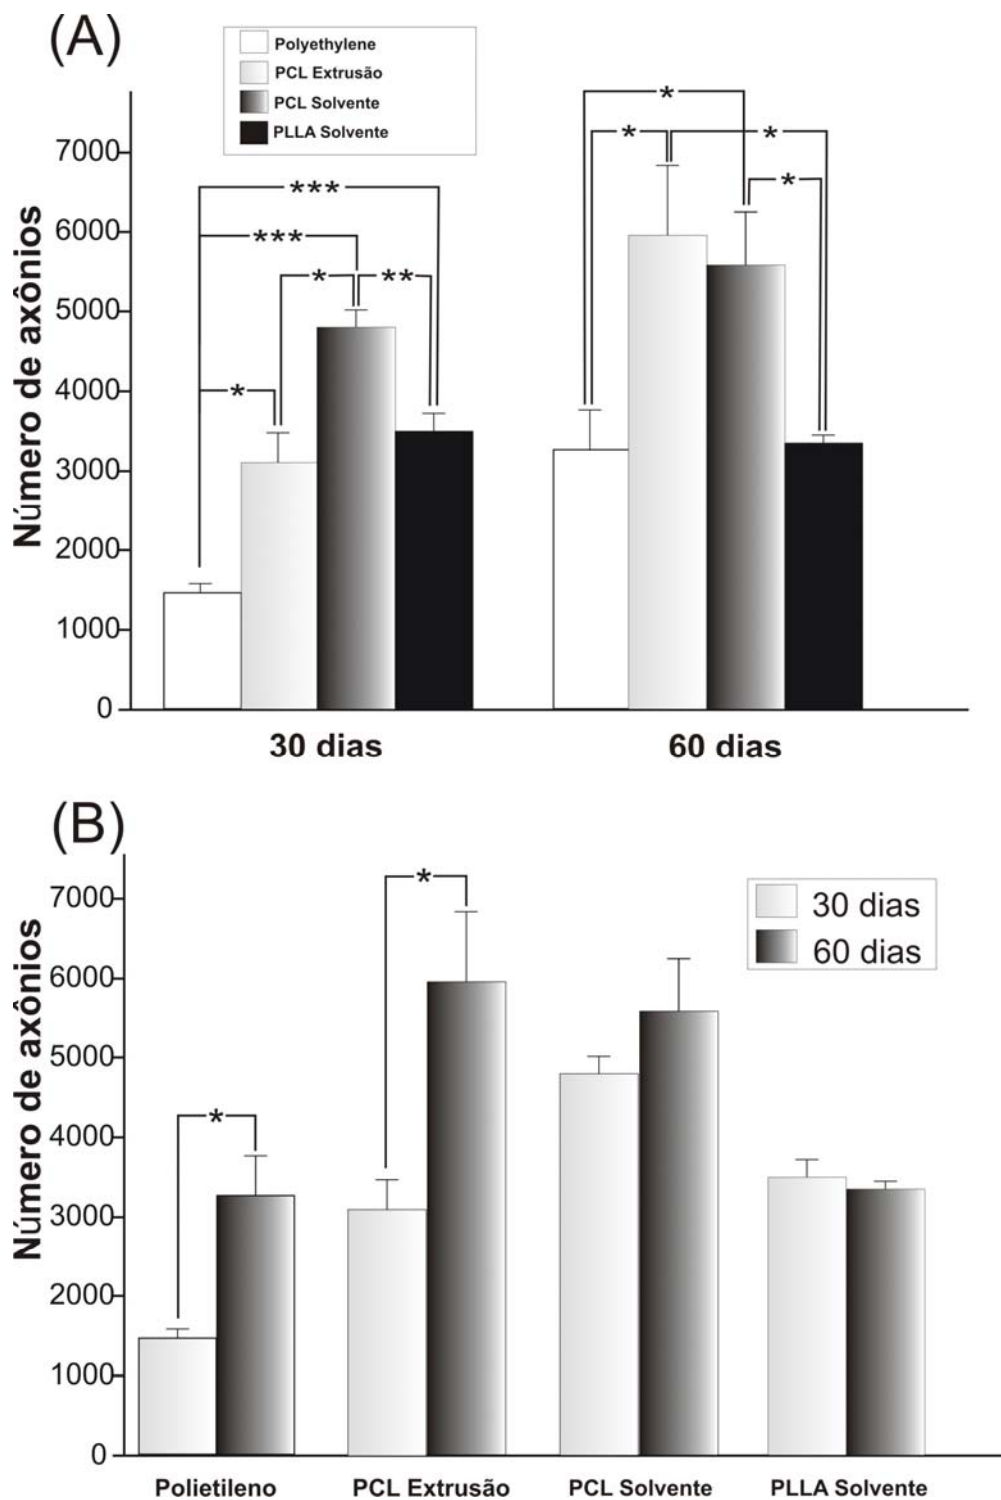 (A)
Polyethylene
PCL Extrusão
PCL Solvente
PLLA Solvente
Número de axônios
7000
6000
5000
4000
3000
2000
1000
0
*
*
*
*
***
***
*
**
*
30 dias
60 dias
(B)
30 dias
60 dias
Número de axônios
7000
6000
5000
4000
3000
2000
1000
0
*
*
Polietileno
PCL Extrusão
PCL Solvente
PLLA Solvente